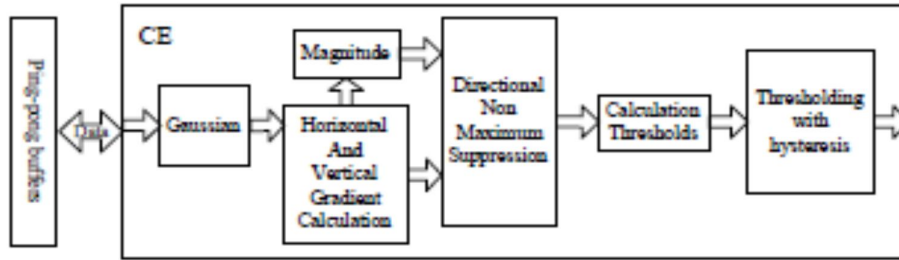 CE
Ping-pong buffers
Data
Gaussian
Magnitude
Horizontal
And
Vertical
Gradient
Calculation
Directional
Non
Maximum
Suppression
Calculation
Thresholds
Thresholding
with
hysteresis